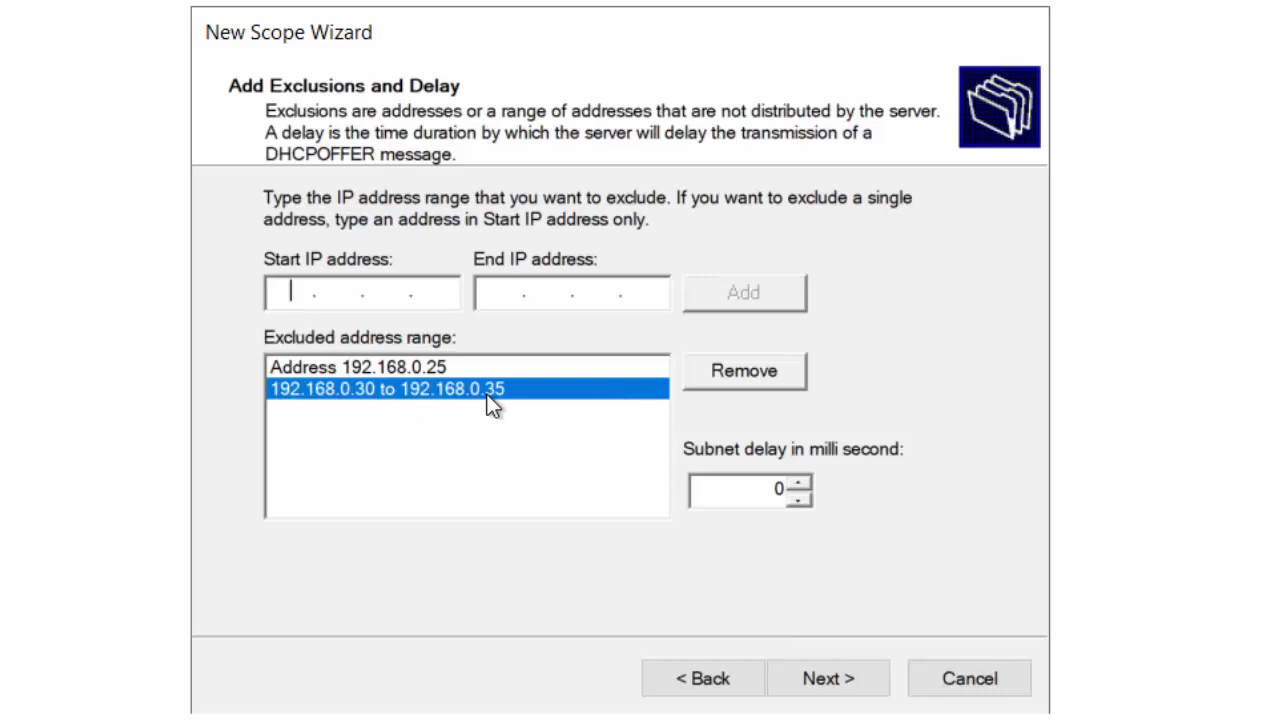 New Scope Wizard
Add Exclusions and Delay
Exclusions are addresses or a range of addresses that are not distributed by the server.
A delay is the time duration by which the server will delay the transmission of a
DHCPOFFER message.
Type the IP address range that you want to exclude. If you want to exclude a single
address, type an address in Start IP address only.
Start IP address: End IP address:
. . . . . . Add
Excluded address range:
Address 192.168.0.25 Remove
192.168.0.30 to 192.168.0.35
Subnet delay in milli second:
0
< Back Next > Cancel